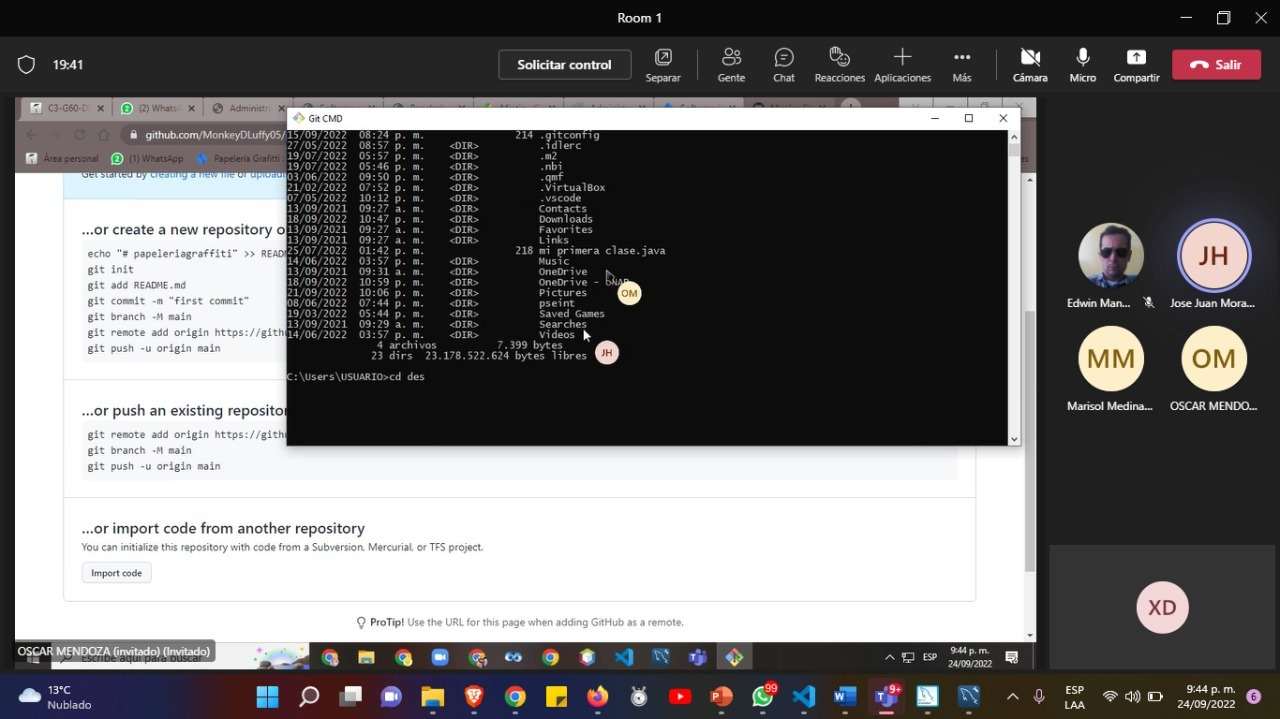 Room 1
19:41
Solicitar control
Separar
Gente
Chat
Reacciones
Aplicaciones
Más
Cámara
Micro
Compartir
Salir
C3-G60-D
(2) Whats
Administr
github.com/MonkeyDLuffy05/
Área personal
(1) WhatsApp
Papelería Grafitti
Get started by creating a new file or uploadi
...or create a new repository o
echo "# papeleriagraffiti" >> READ
git init
git add README.md
git commit -m "first commit"
git branch -M main
git remote add origin https://gith
git push -u origin main
...or push an existing reposito
git remote add origin https://gith
git branch -M main
git push -u origin main
...or import code from another repository
You can initialize this repository with code from a Subversion, Mercurial, or TFS project.
Import code
ProTip! Use the URL for this page when adding GitHub as a remote.
Git CMD
15/09/2022 08:24 p. m. 214 .gitconfig
27/05/2022 08:57 p. m. <DIR> .idlerc
19/07/2022 05:57 p. m. <DIR> .m2
19/07/2022 05:46 p. m. <DIR> .nbi
03/06/2022 09:50 p. m. <DIR> .qmf
21/02/2022 07:52 p. m. <DIR> .VirtualBox
07/05/2022 10:12 p. m. <DIR> .vscode
13/09/2021 09:27 a. m. <DIR> Contacts
18/09/2022 10:47 p. m. <DIR> Downloads
13/09/2021 09:27 a. m. <DIR> Favorites
13/09/2021 09:27 a. m. <DIR> Links
25/07/2022 01:42 p. m. 218 mi primera clase.java
14/06/2022 03:57 p. m. <DIR> Music
13/09/2021 09:31 a. m. <DIR> OneDrive
18/09/2022 10:59 p. m. <DIR> OneDrive - UNAB
21/09/2022 10:06 p. m. <DIR> Pictures
08/06/2022 07:44 p. m. <DIR> pseint
19/03/2022 05:44 p. m. <DIR> Saved Games
13/09/2021 09:29 a. m. <DIR> Searches
14/06/2022 03:57 p. m. <DIR> Videos
4 archivos 7.399 bytes
23 dirs 23.178.522.624 bytes libres
C:\Users\USUARIO>cd des
OM
JH
JH
Edwin Man...
Jose Juan Mora...
MM
OM
Marisol Medina...
OSCAR MENDO...
XD
OSCAR MENDOZA (invitado) (Invitado)
Escribe aquí para buscar
ESP
9:44 p. m.
24/09/2022
13°C
Nublado
99
9+
ESP
LAA
9:44 p. m.
24/09/2022
6